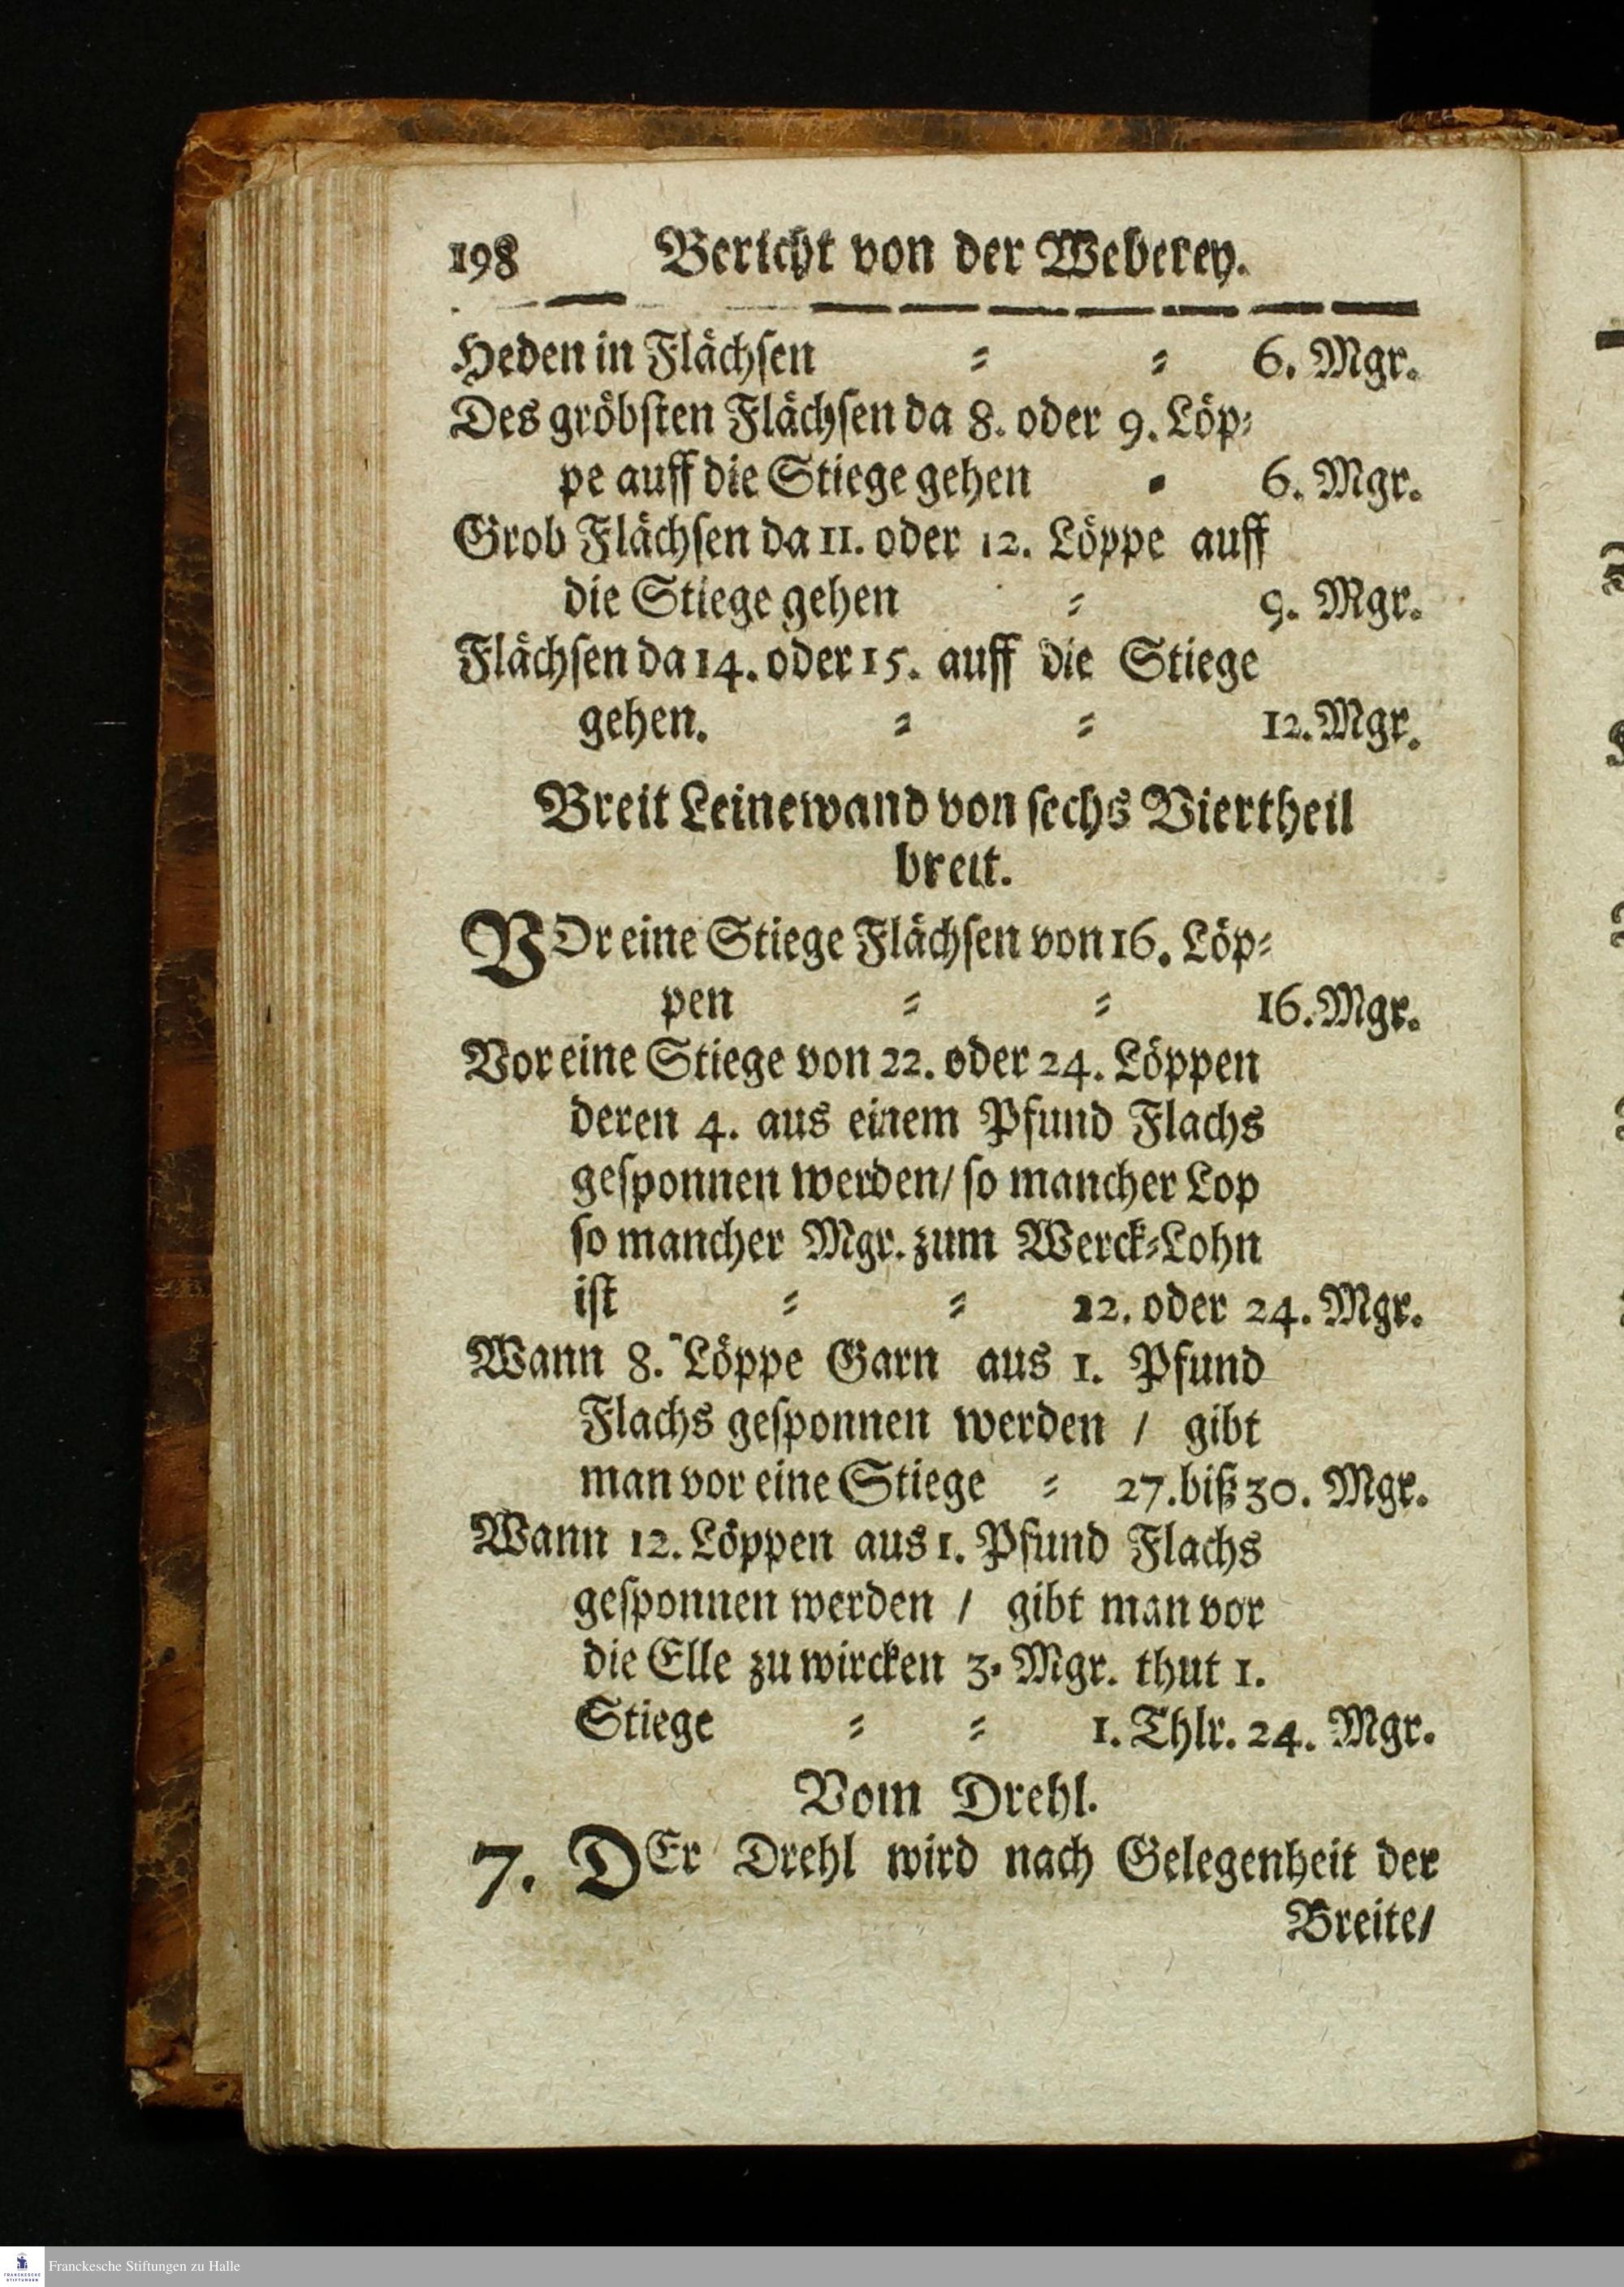 198 Bericht von der Weberey.
Heden in Flächſen ⸗ ⸗ 6. Mgr.
Des gröbſten Flächſen da 8. oder 9. Löp⸗
pe auff die Stiege gehen ⸗ 6. Mgr.
Grob Flächſen da 11. oder 12. Löppe auff
die Stiege gehen ⸗ 9. Mgr.
Flächſen da 14. oder 15. auff die Stiege
gehen. ⸗ ⸗ 12. Mgr.
Breit Leinewand von ſechs Viertheil
breit.
VOr eine Stiege Flächſen von 16. Löp⸗
pen ⸗ ⸗ 16. Mgr.
Vor eine Stiege von 22. oder 24. Löppen
deren 4. aus einem Pfund Flachs
geſponnen werden/ ſo mancher Lop
ſo mancher Mgr. zum Werck⸗Lohn
iſt ⸗ ⸗ 22. oder 24. Mgr.
Wann 8. Löppe Garn aus 1. Pfund
Flachs geſponnen werden / gibt
man vor eine Stiege ⸗ 27. biß 30. Mgr.
Wann 12. Löppen aus 1. Pfund Flachs
geſponnen werden / gibt man vor
die Elle zu wircken 3. Mgr. thut 1.
Stiege ⸗ ⸗ 1. Thlr. 24. Mgr.
Vom Drehl.
7. DEr Drehl wird nach Gelegenheit der
Breite/
Franckesche Stiftungen zu Halle